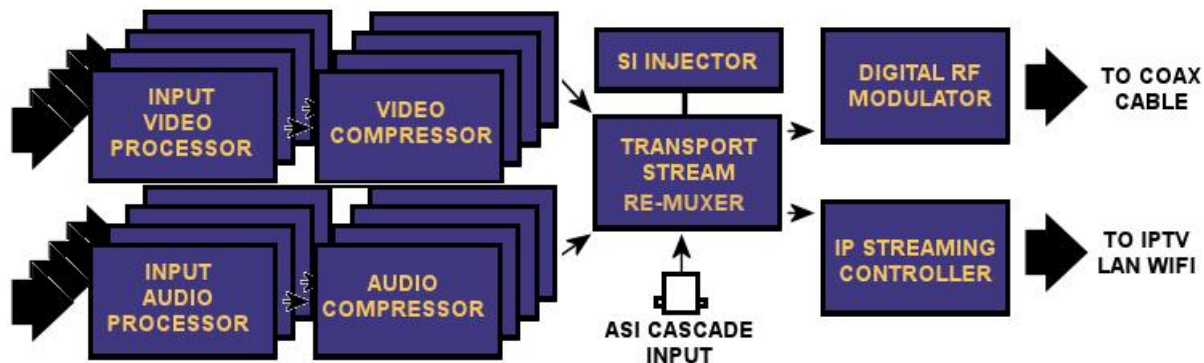 INPUT
VIDEO
PROCESSOR
VIDEO
COMPRESSOR
SI INJECTOR
DIGITAL RF
MODULATOR
TO COAX
CABLE
TRANSPORT
STREAM
RE-MUXER
INPUT
AUDIO
PROCESSOR
AUDIO
COMPRESSOR
IP STREAMING
CONTROLLER
TO IPTV
LAN WIFI
ASI CASCADE
INPUT